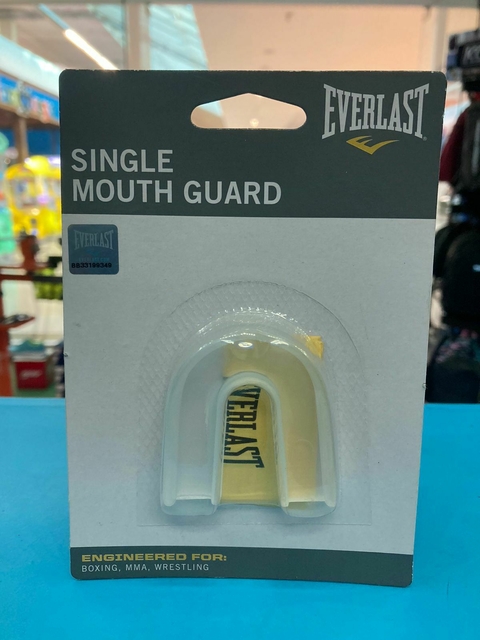 EVERLAST
SINGLE
MOUTH GUARD
EVERLAST
EVERLAST
ENGINEERED FOR:
BOXING, MMA, WRESTLING